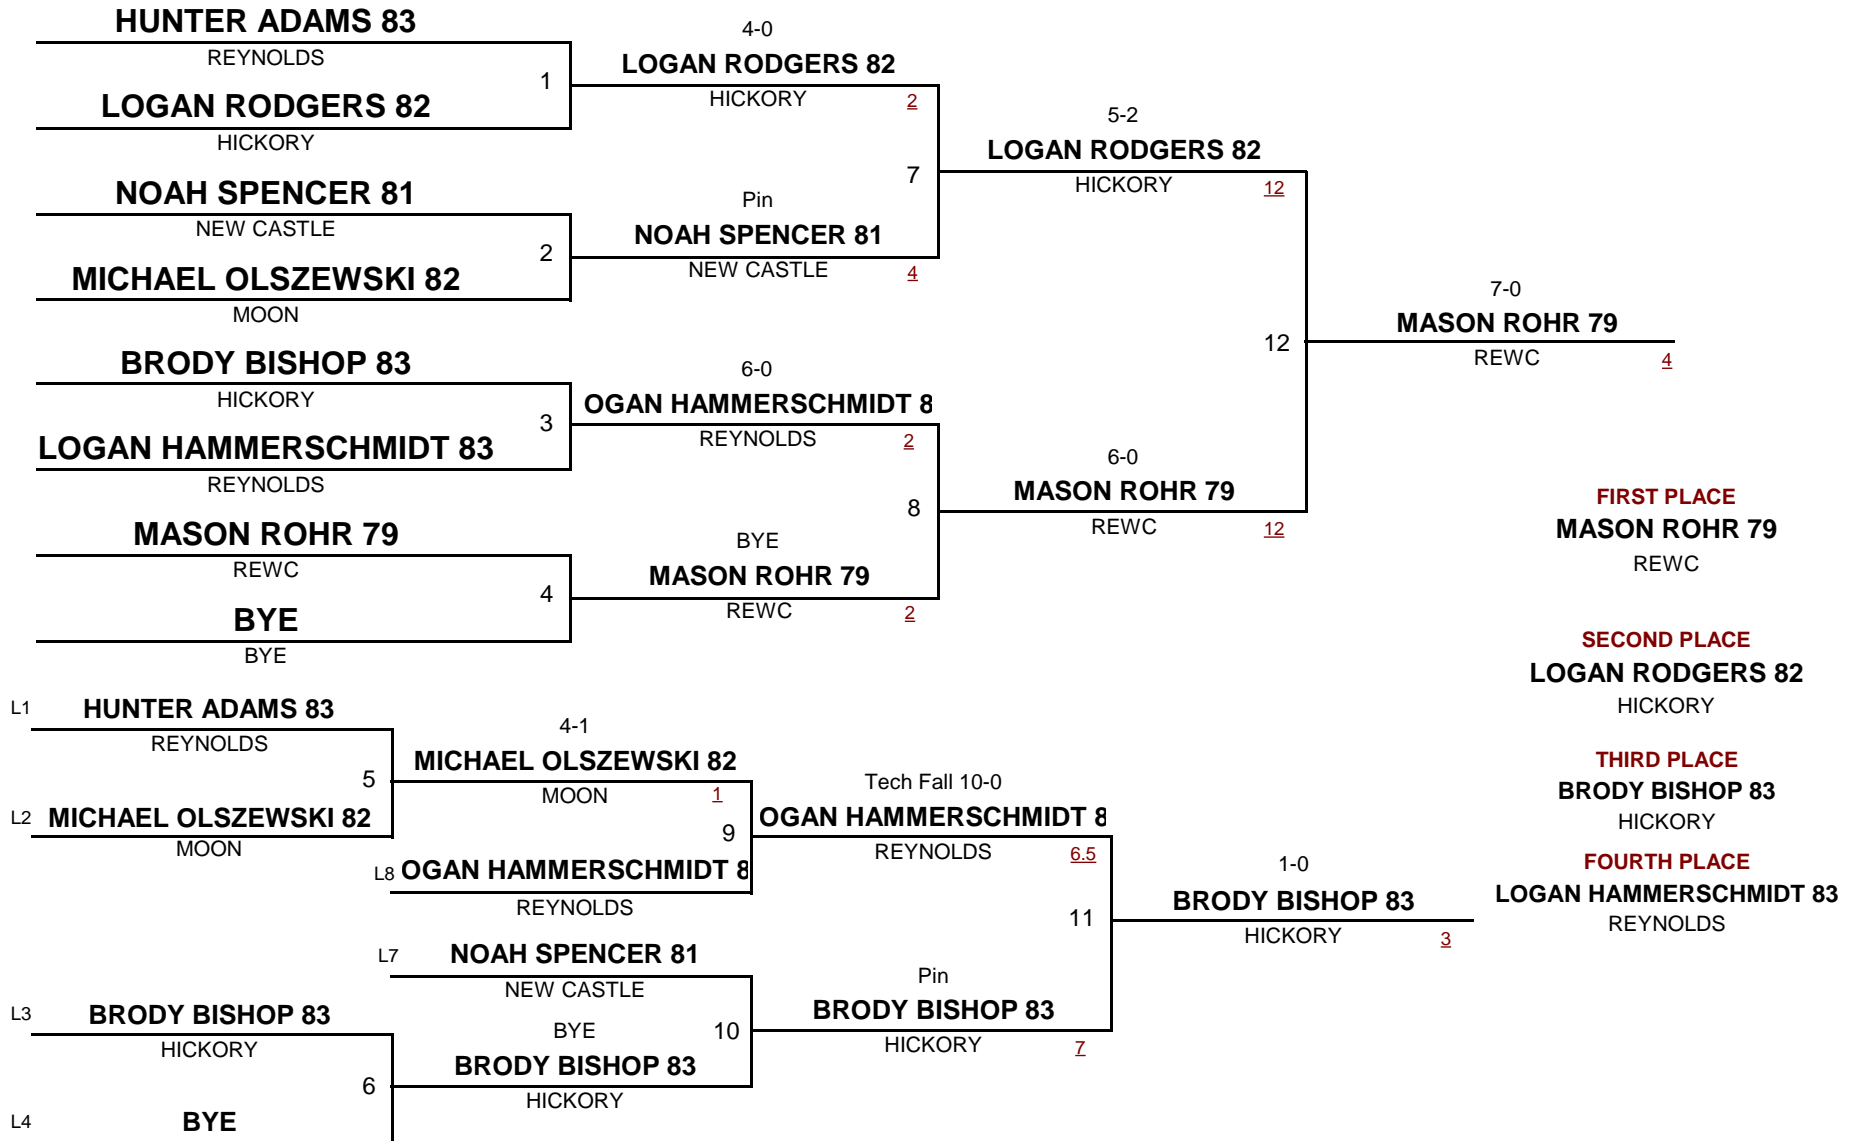 HUNTER ADAMS 83
REYNOLDS
1
LOGAN RODGERS 82
HICKORY
NOAH SPENCER 81
NEW CASTLE
2
MICHAEL OLSZEWSKI 82
MOON
BRODY BISHOP 83
HICKORY
3
LOGAN HAMMERSCHMIDT 83
REYNOLDS
MASON ROHR 79
REWC
4
BYE
BYE
4-0
LOGAN RODGERS 82
HICKORY 2
7
Pin
NOAH SPENCER 81
NEW CASTLE 4
6-0
OGAN HAMMERSCHMIDT 8
REYNOLDS 2
8
BYE
MASON ROHR 79
REWC 2
5-2
LOGAN RODGERS 82
HICKORY 12
12
6-0
MASON ROHR 79
REWC 12
7-0
MASON ROHR 79
REWC 4
FIRST PLACE
MASON ROHR 79
REWC
SECOND PLACE
LOGAN RODGERS 82
HICKORY
THIRD PLACE
BRODY BISHOP 83
HICKORY
FOURTH PLACE
LOGAN HAMMERSCHMIDT 83
REYNOLDS
L1 HUNTER ADAMS 83
REYNOLDS
5
L2 MICHAEL OLSZEWSKI 82
MOON
L3 BRODY BISHOP 83
HICKORY
6
L4 BYE
4-1
MICHAEL OLSZEWSKI 82
MOON 1
9
L8 OGAN HAMMERSCHMIDT 8
REYNOLDS
L7 NOAH SPENCER 81
NEW CASTLE
BYE 10
BRODY BISHOP 83
HICKORY
Tech Fall 10-0
OGAN HAMMERSCHMIDT 8
REYNOLDS 6.5
11
Pin
BRODY BISHOP 83
HICKORY 7
1-0
BRODY BISHOP 83
HICKORY 3